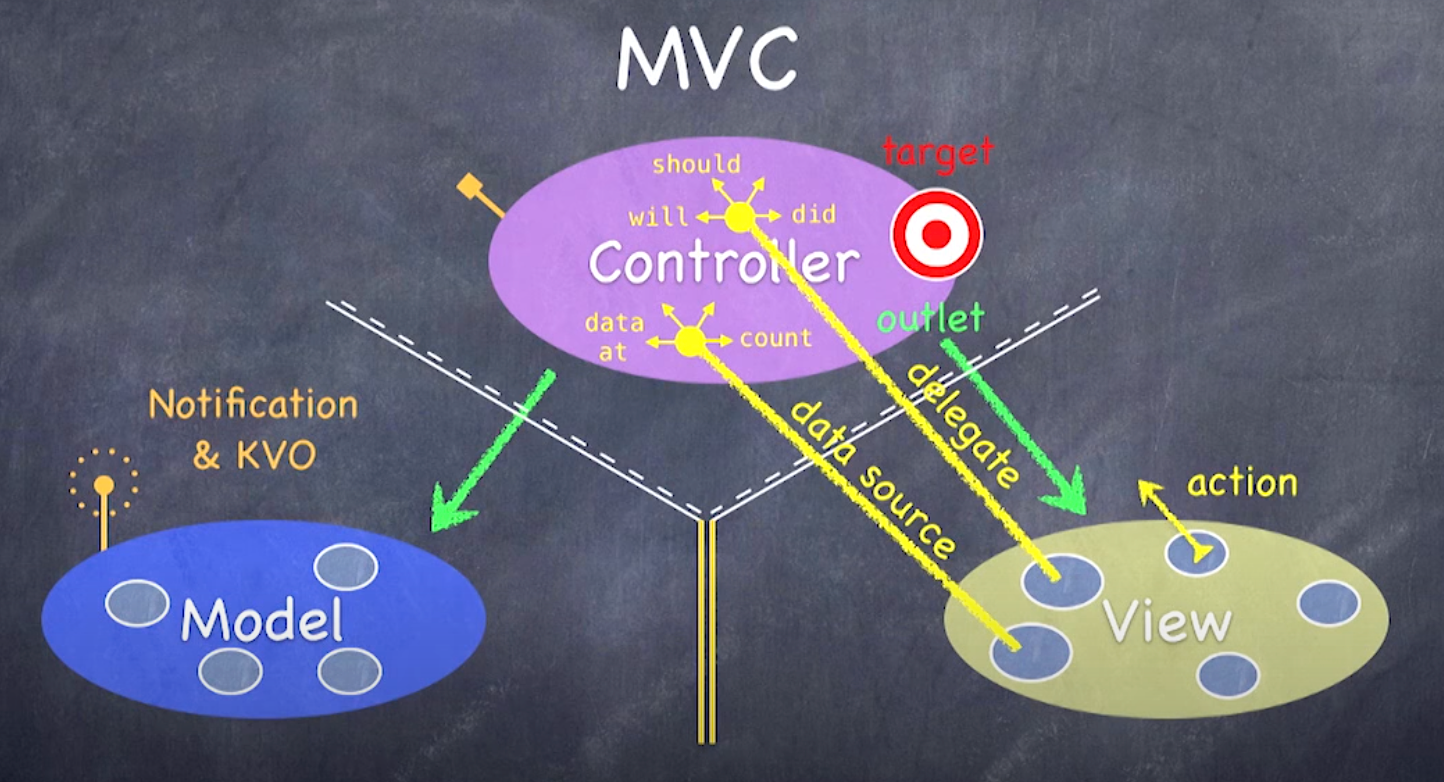 MVC
target
should
will
did
Controller
outlet
data
at
count
delegate
data source
Notification
& KVO
action
Model
View